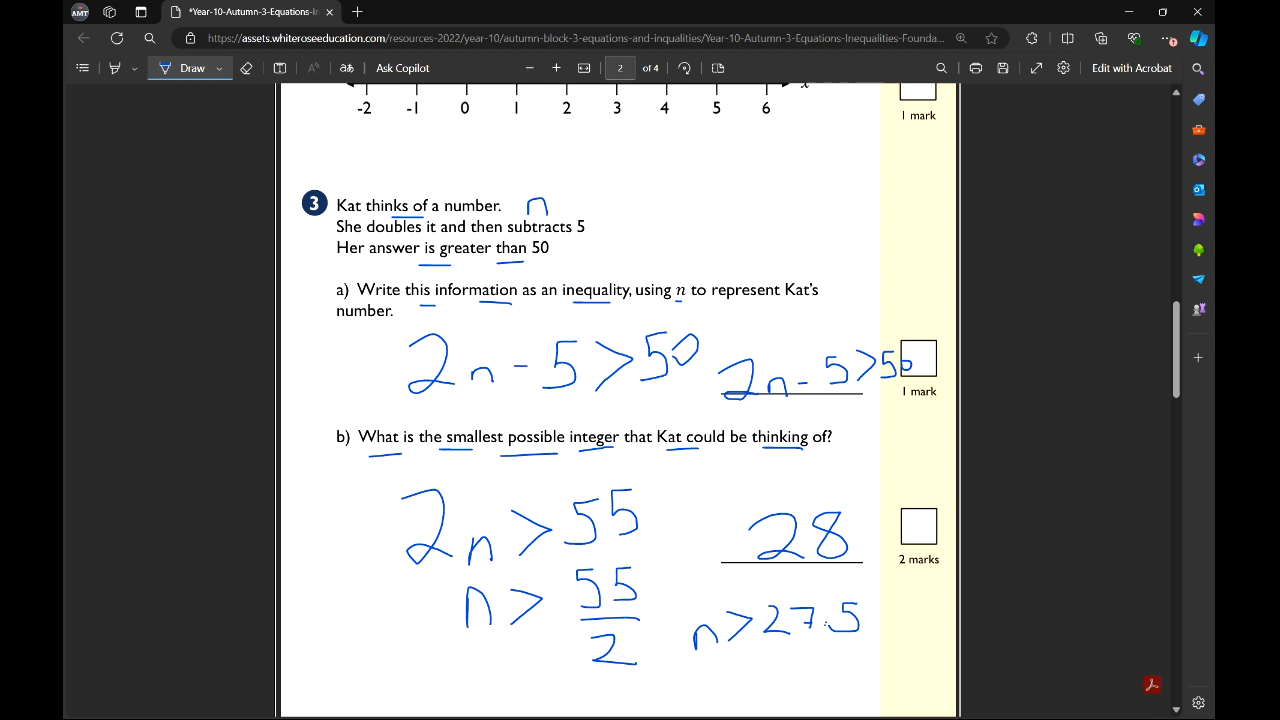 AMT
*Year-10-Autumn-3-Equations-In
https://assets.whiteroseeducation.com/resources-2022/year-10/autumn-block-3-equations-and-inqualities/Year-10-Autumn-3-Equations-Inequalities-Founda...
Draw
aあ
Ask Copilot
2 of 4
Edit with Acrobat
x
-2 -1 0 1 2 3 4 5 6
1 mark
3 Kat thinks of a number. n
She doubles it and then subtracts 5
Her answer is greater than 50
a) Write this information as an inequality, using n to represent Kat's
number.
2n - 5 > 50
2n - 5 > 50
1 mark
b) What is the smallest possible integer that Kat could be thinking of?
2n > 55
28
2 marks
n > 55/2
n > 27.5